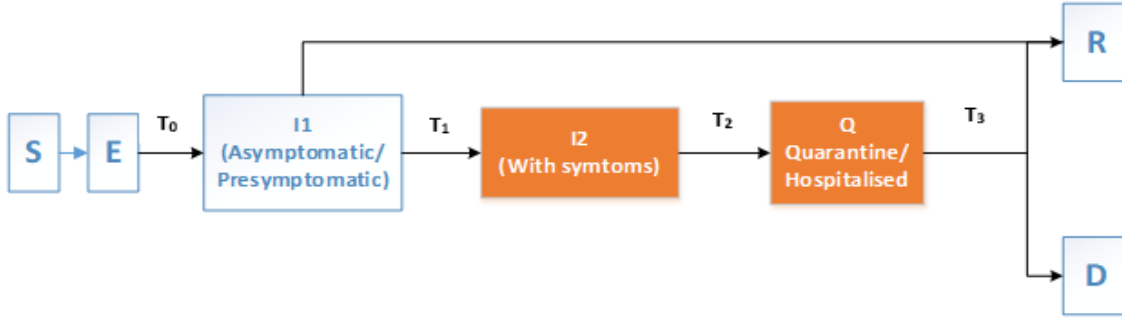 S
E
T0
I1
(Asymptomatic/
Presymptomatic)
T1
I2
(With symtoms)
T2
Q
Quarantine/
Hospitalised
T3
R
D